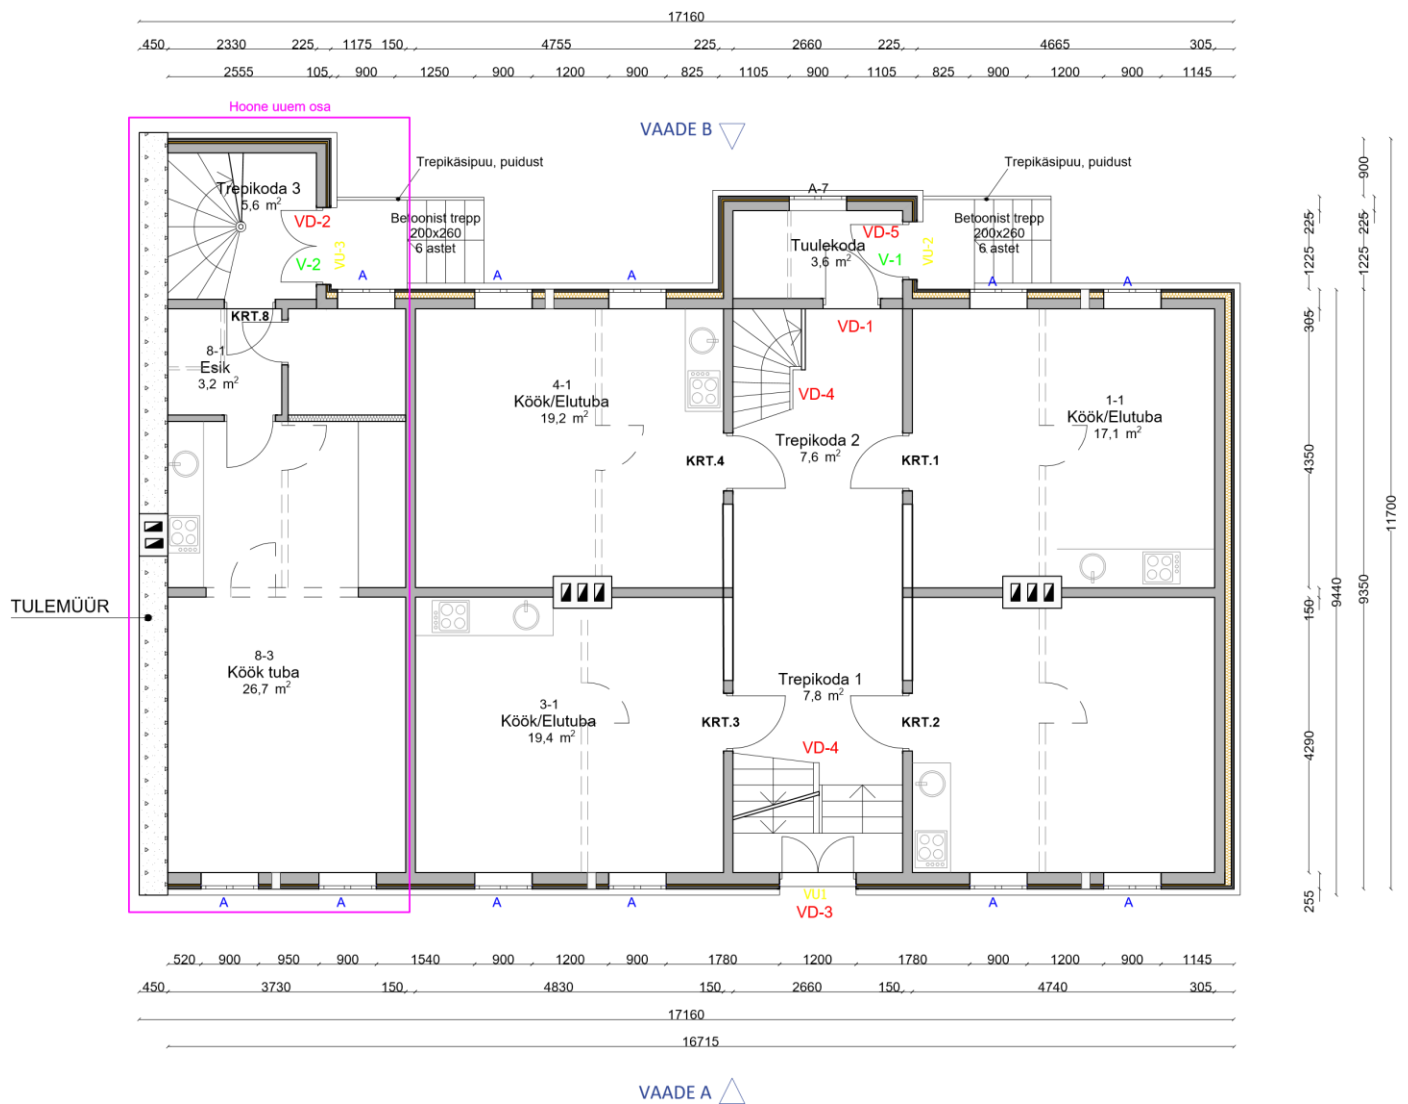 17160
450 2330 225 1175 150 4755 225 2660 225 4665 305
2555 105 900 1250 900 1200 900 825 1105 900 1105 825 900 1200 900 1145
Hoone uuem osa
VAADE B
Trepikäsipuu, puidust
Trepikäsipuu, puidust
Trepikoda 3
5,6 m²
VD-2
V-2
VU-3
Betoonist trepp
200x260
6 astet
A-7
Tuulekoda
3,6 m²
VD-5
V-1
VU-2
Betoonist trepp
200x260
6 astet
A
A
A
A
A
KRT.8
8-1
Esik
3,2 m²
4-1
Köök/Elutuba
19,2 m²
VD-1
VD-4
Trepikoda 2
7,6 m²
KRT.4
KRT.1
1-1
Köök/Elutuba
17,1 m²
TULEMÜÜR
8-3
Köök tuba
26,7 m²
3-1
Köök/Elutuba
19,4 m²
KRT.3
Trepikoda 1
7,8 m²
VD-4
KRT.2
VU1
VD-3
A
A
A
A
A
A
900
225
225
1225
1225
305
4350
150
4290
255
9440
9350
11700
520 900 950 900 1540 900 1200 900 1780 1200 1780 900 1200 900 1145
450 3730 150 4830 150 2660 150 4740 305
17160
16715
VAADE A